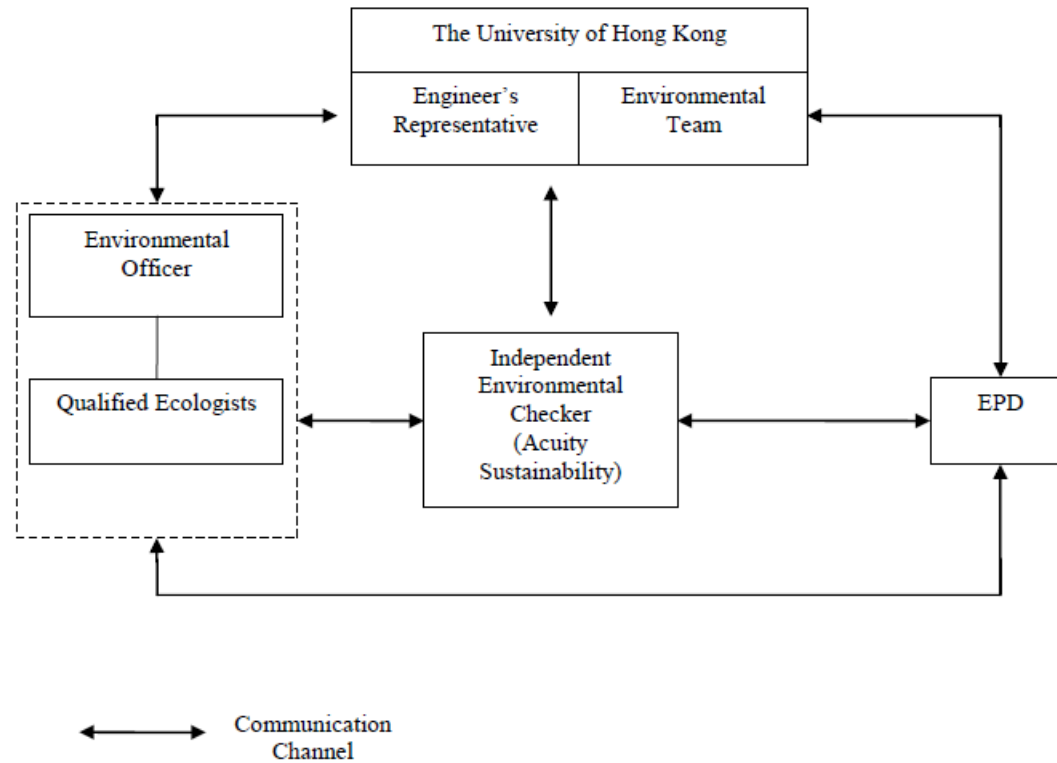 The University of Hong Kong
Engineer’s
Representative
Environmental
Team
Environmental
Officer
Qualified Ecologists
Independent
Environmental
Checker
(Acuity
Sustainability)
EPD
Communication
Channel